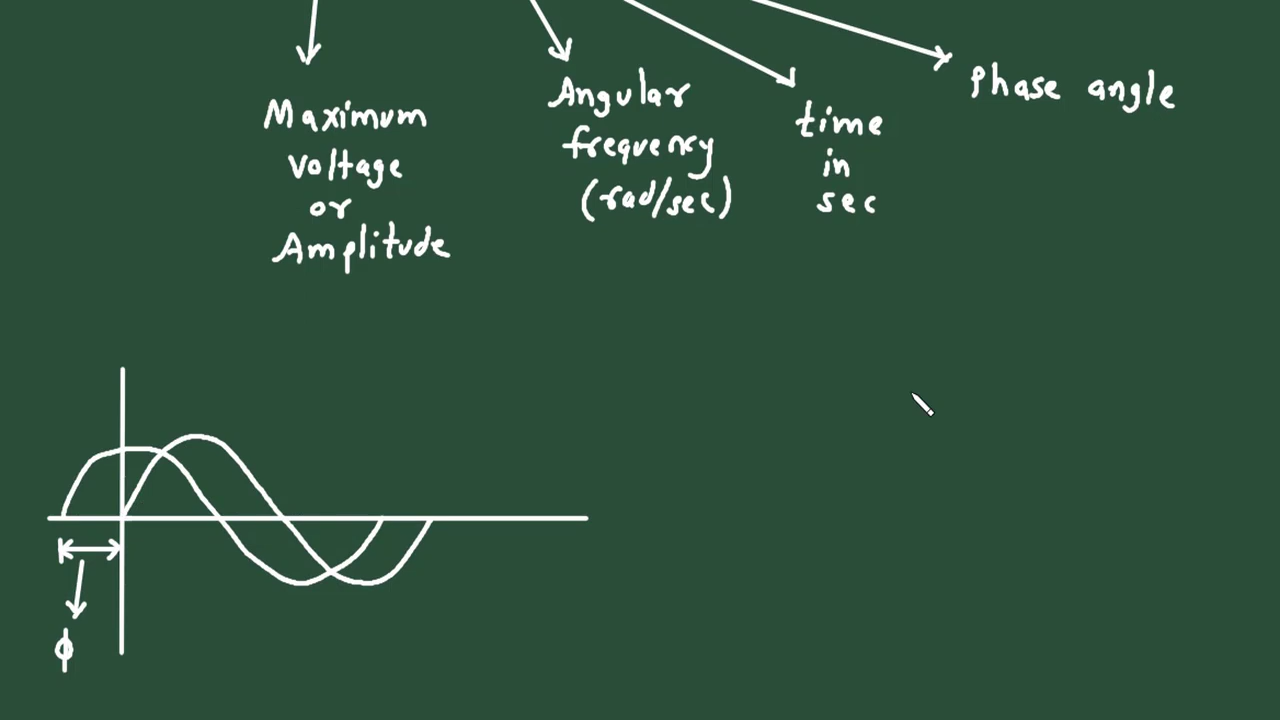 Maximum
voltage
or
Amplitude
Angular
frequency
(rad/sec)
time
in
sec
Phase angle
ϕ